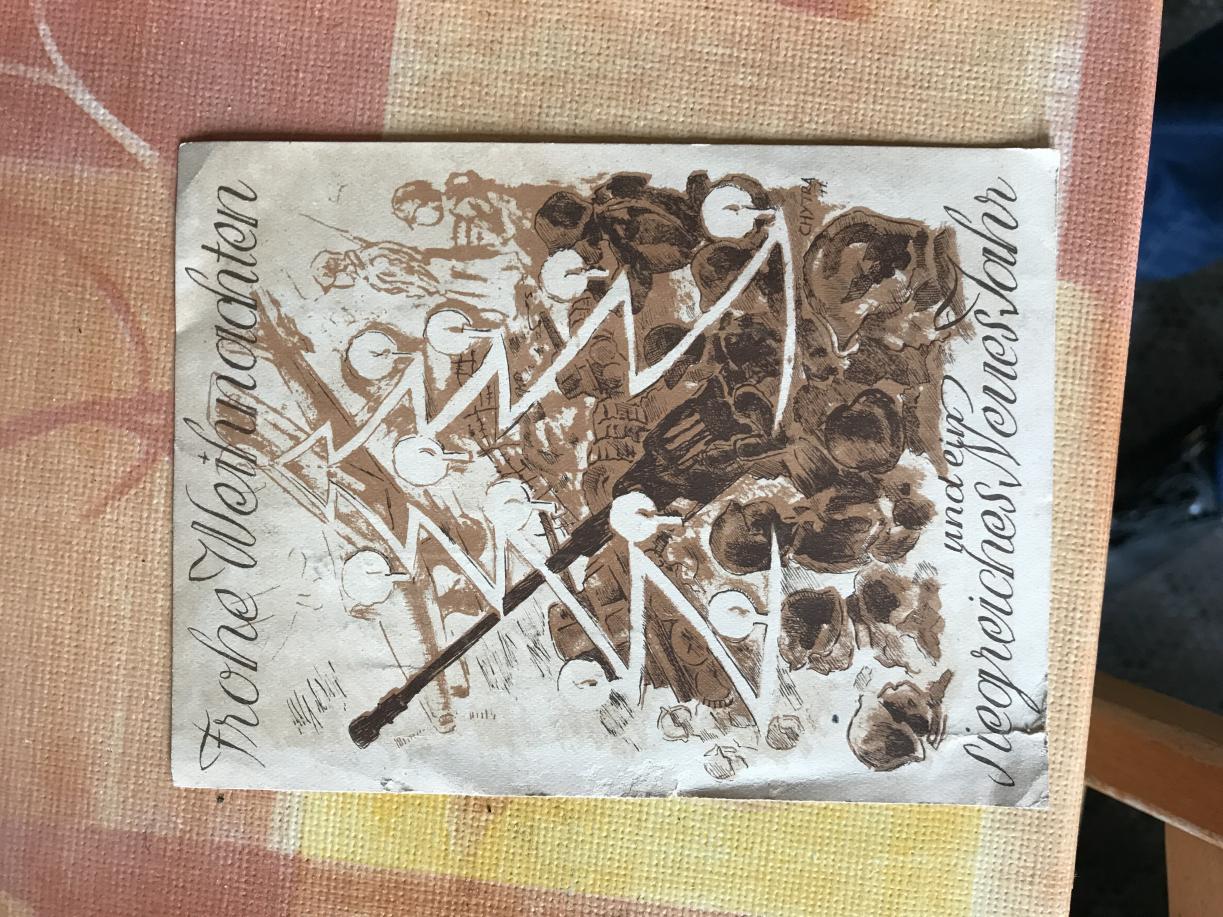 Frohe Weihnachten
CHYTRA
und ein
siegreiches Neues Jahr